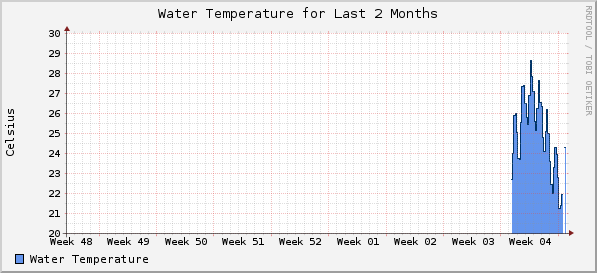 Water Temperature for Last 2 Months
RRDTOOL / TOBI OETIKER
Celsius
30
29
28
27
26
25
24
23
22
21
20
Week 48 Week 49 Week 50 Week 51 Week 52 Week 01 Week 02 Week 03 Week 04
Water Temperature